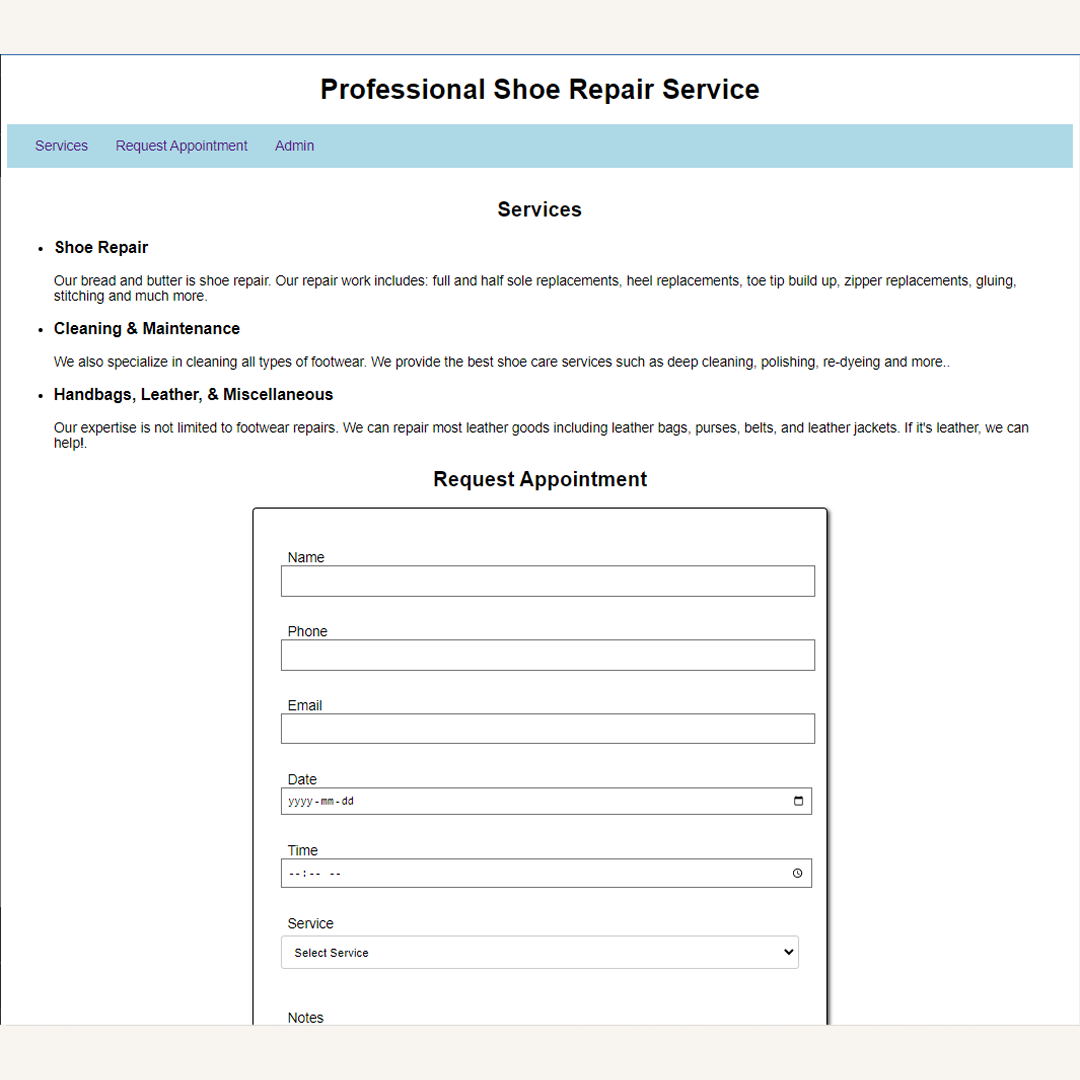 Professional Shoe Repair Service
Services Request Appointment Admin
Services
• Shoe Repair
Our bread and butter is shoe repair. Our repair work includes: full and half sole replacements, heel replacements, toe tip build up, zipper replacements, gluing,
stitching and much more.
• Cleaning & Maintenance
We also specialize in cleaning all types of footwear. We provide the best shoe care services such as deep cleaning, polishing, re-dyeing and more..
• Handbags, Leather, & Miscellaneous
Our expertise is not limited to footwear repairs. We can repair most leather goods including leather bags, purses, belts, and leather jackets. If it's leather, we can
help!.
Request Appointment
Name
Phone
Email
Date
yyyy-mm-dd
Time
--:-- --
Service
Select Service
Notes